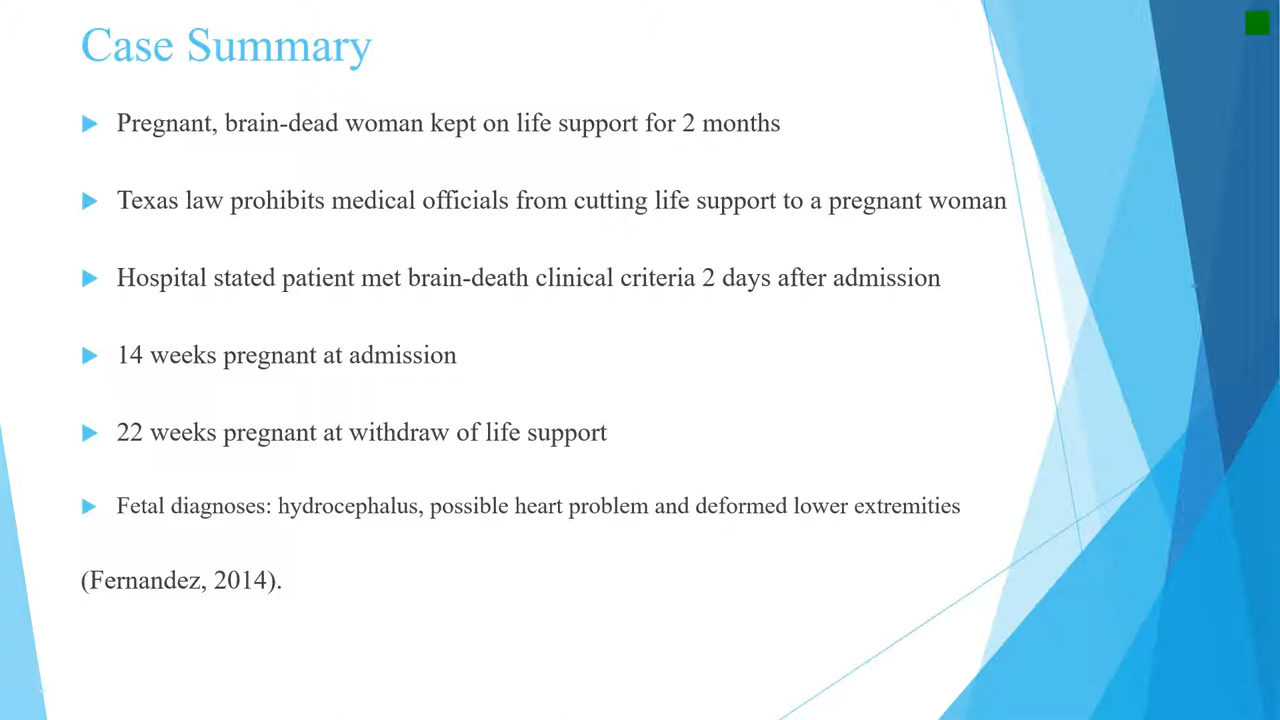 Case Summary
Pregnant, brain-dead woman kept on life support for 2 months
Texas law prohibits medical officials from cutting life support to a pregnant woman
Hospital stated patient met brain-death clinical criteria 2 days after admission
14 weeks pregnant at admission
22 weeks pregnant at withdraw of life support
Fetal diagnoses: hydrocephalus, possible heart problem and deformed lower extremities
(Fernandez, 2014).